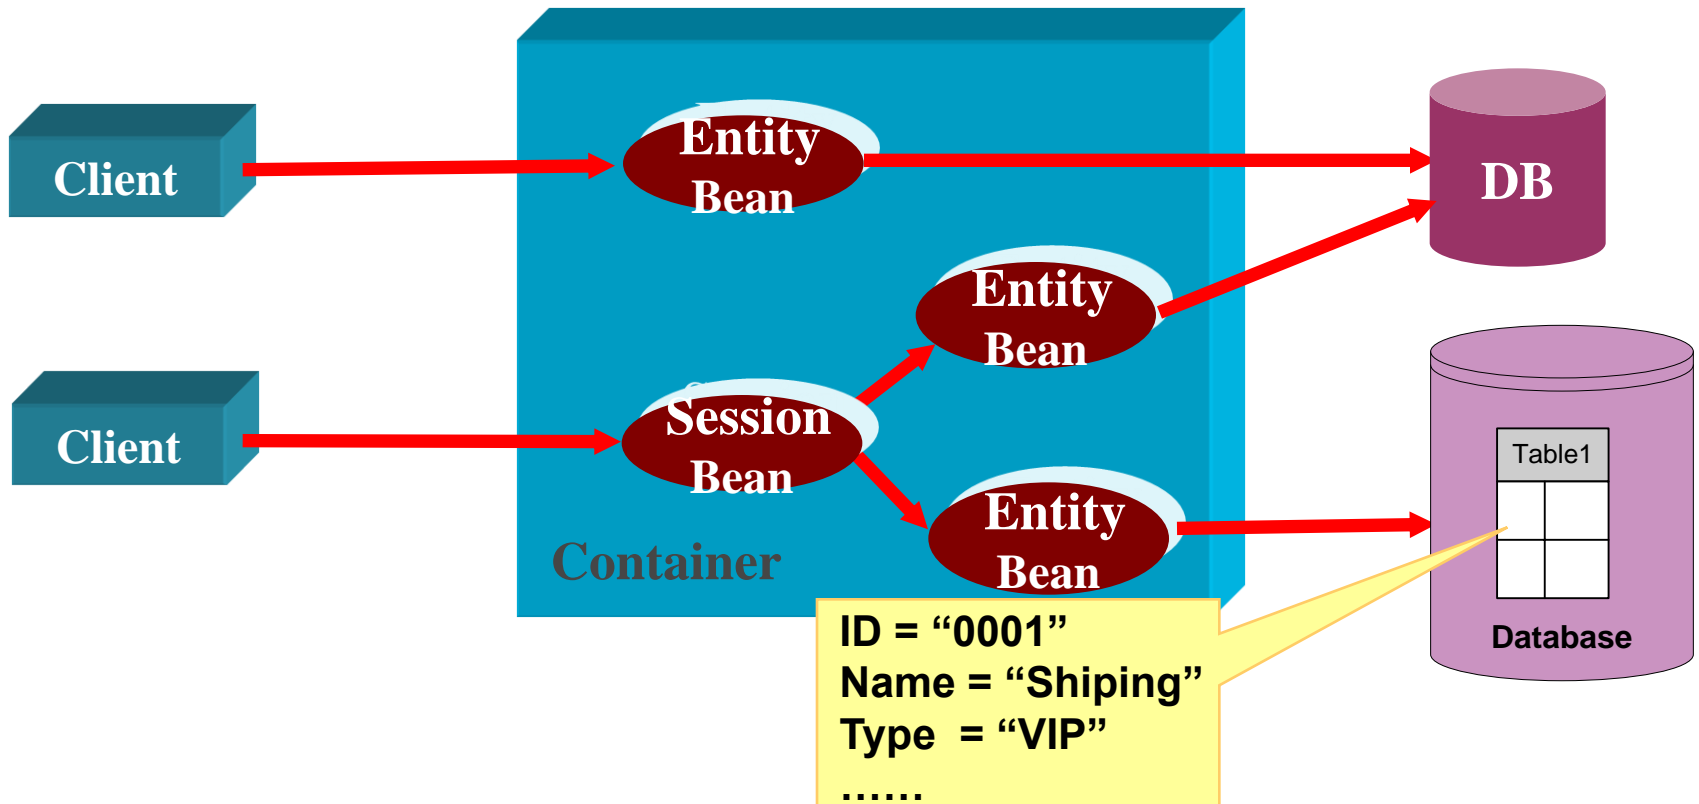 Client
Entity
Bean
DB
Entity
Bean
Client
Session
Bean
Entity
Bean
Container
Table1
Database
ID = “0001”
Name = “Shiping”
Type  = “VIP”
……